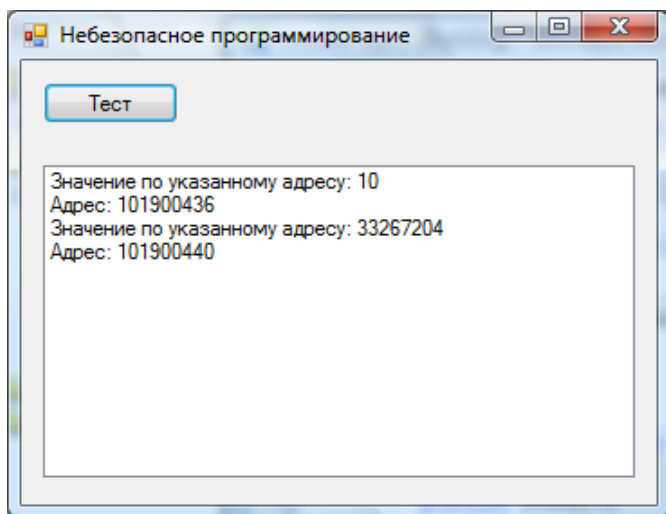 Небезопасное программирование
Тест
Значение по указанному адресу: 10
Адрес: 101900436
Значение по указанному адресу: 33267204
Адрес: 101900440